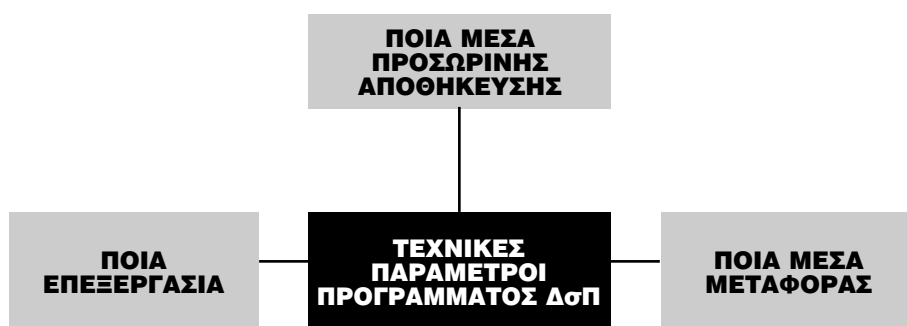 ΠΟΙΑ ΜΕΣΑ
ΠΡΟΣΩΡΙΝΗΣ
ΑΠΟΘΗΚΕΥΣΗΣ
ΠΟΙΑ
ΕΠΕΞΕΡΓΑΣΙΑ
ΤΕΧΝΙΚΕΣ
ΠΑΡΑΜΕΤΡΟΙ
ΠΡΟΓΡΑΜΜΑΤΟΣ ΔσΠ
ΠΟΙΑ ΜΕΣΑ
ΜΕΤΑΦΟΡΑΣ